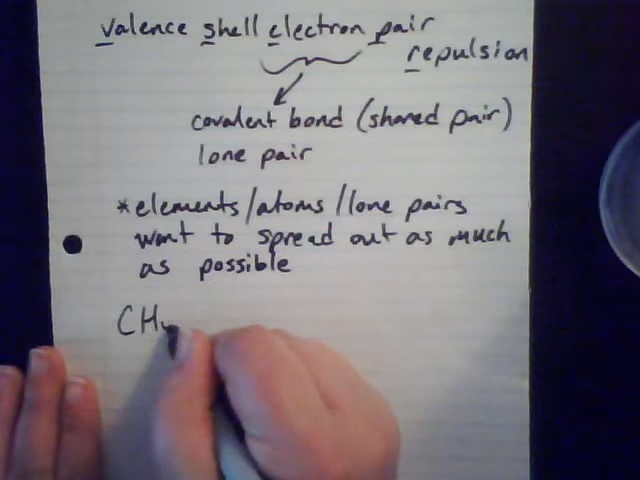 valence shell electron pair
repulsion
covalent bond (shared pair)
lone pair
*elements/atoms/lone pairs
want to spread out as much
as possible
CH4